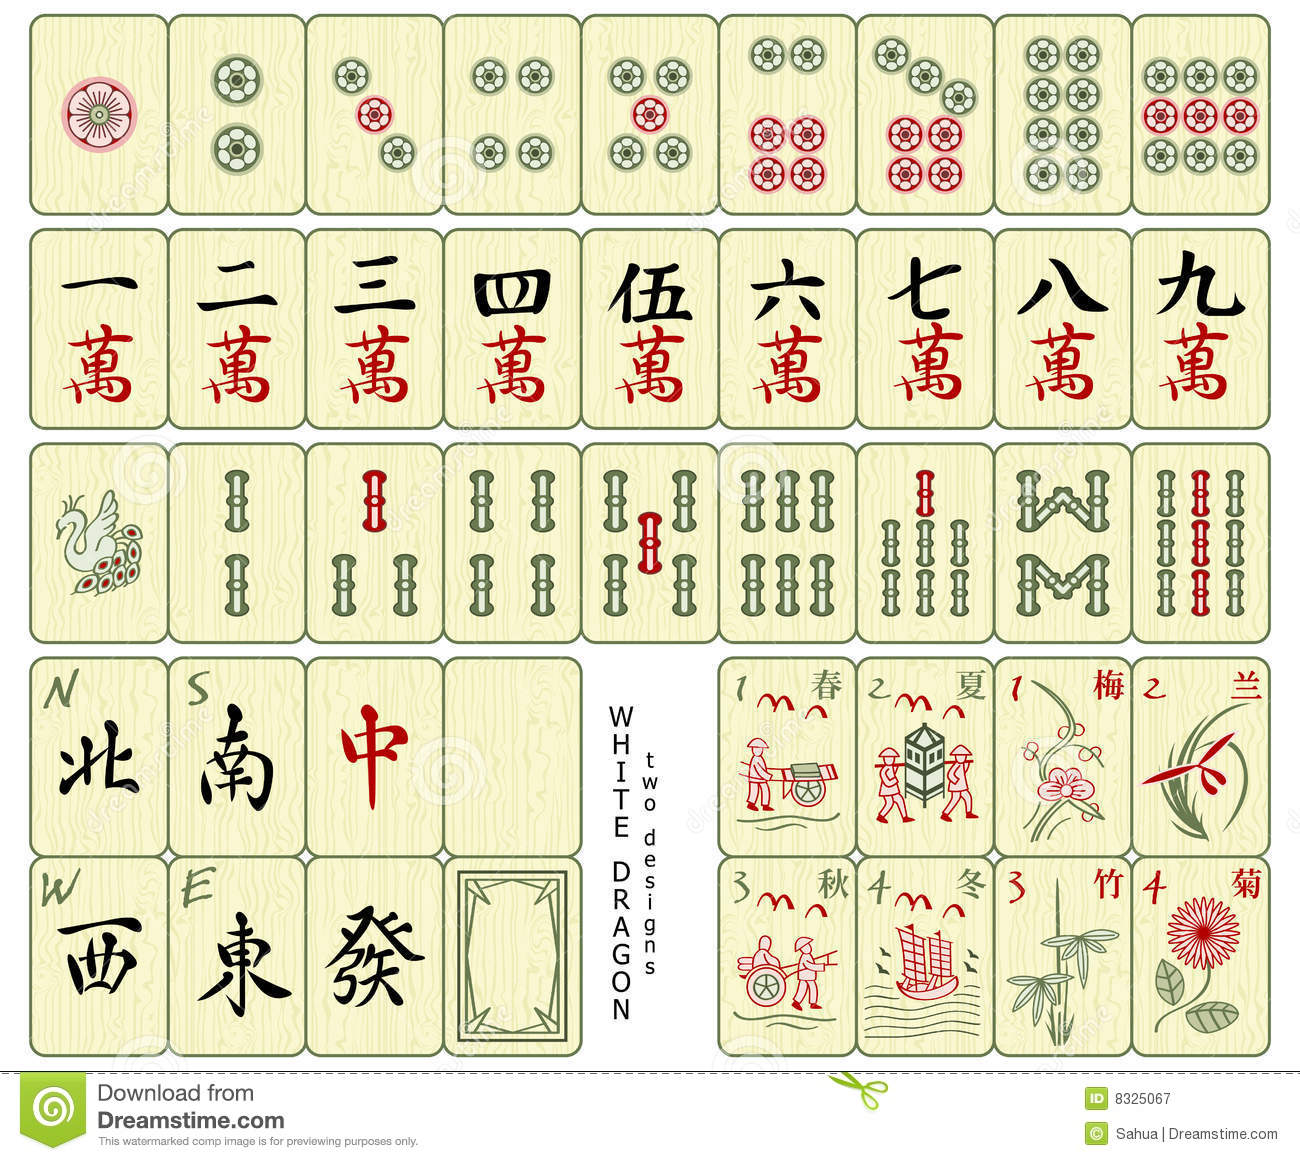 一 二 三 四 伍 六 七 八 九
萬 萬 萬 萬 萬 萬 萬 萬 萬
N S 1 春 2 夏 1 梅 2 兰
北 南 中
W E 3 秋 4 冬 3 竹 4 菊
西 東 發
WHITE DRAGON
two designs
Download from
Dreamstime.com
This watermarked comp image is for previewing purposes only.
ID 8325067
© Sahua | Dreamstime.com